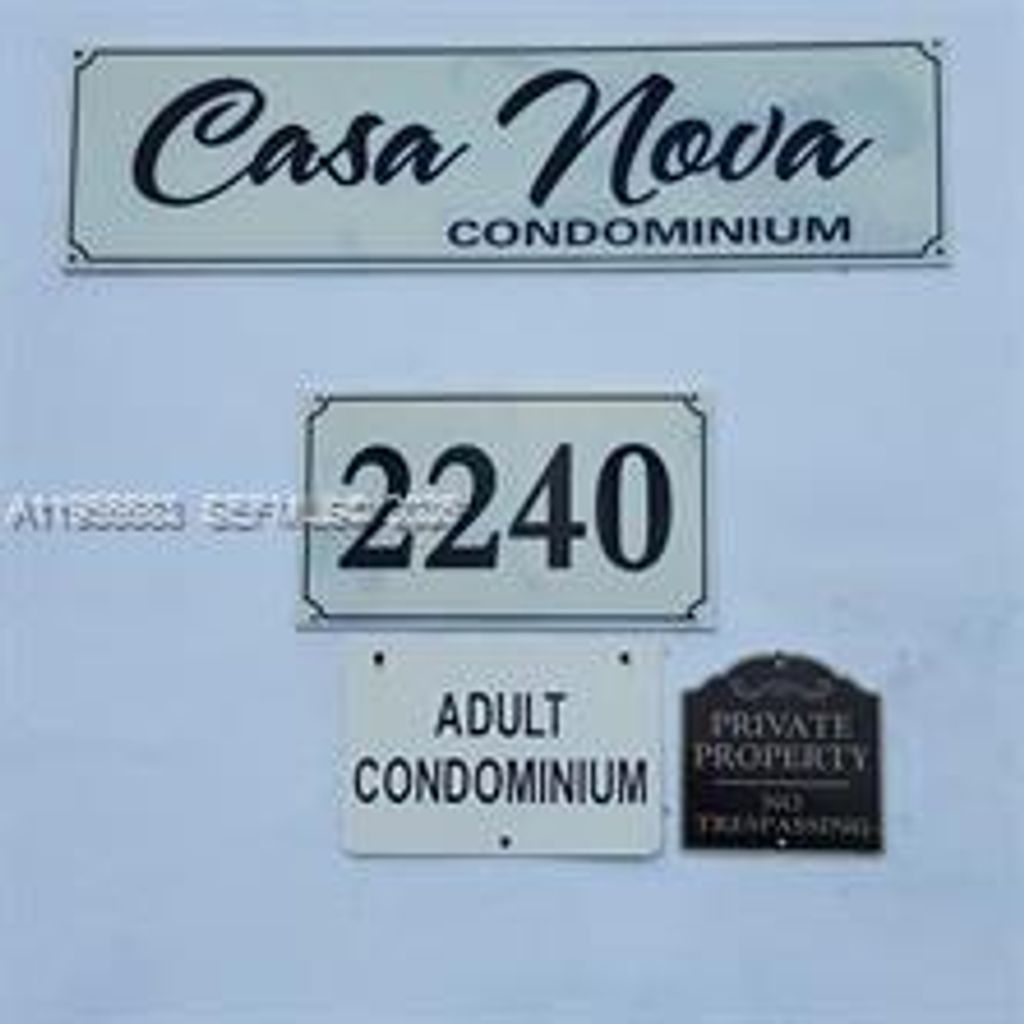 Casa Nova
CONDOMINIUM
2240
ADULT
CONDOMINIUM
PRIVATE
PROPERTY
NO
TRESPASSING